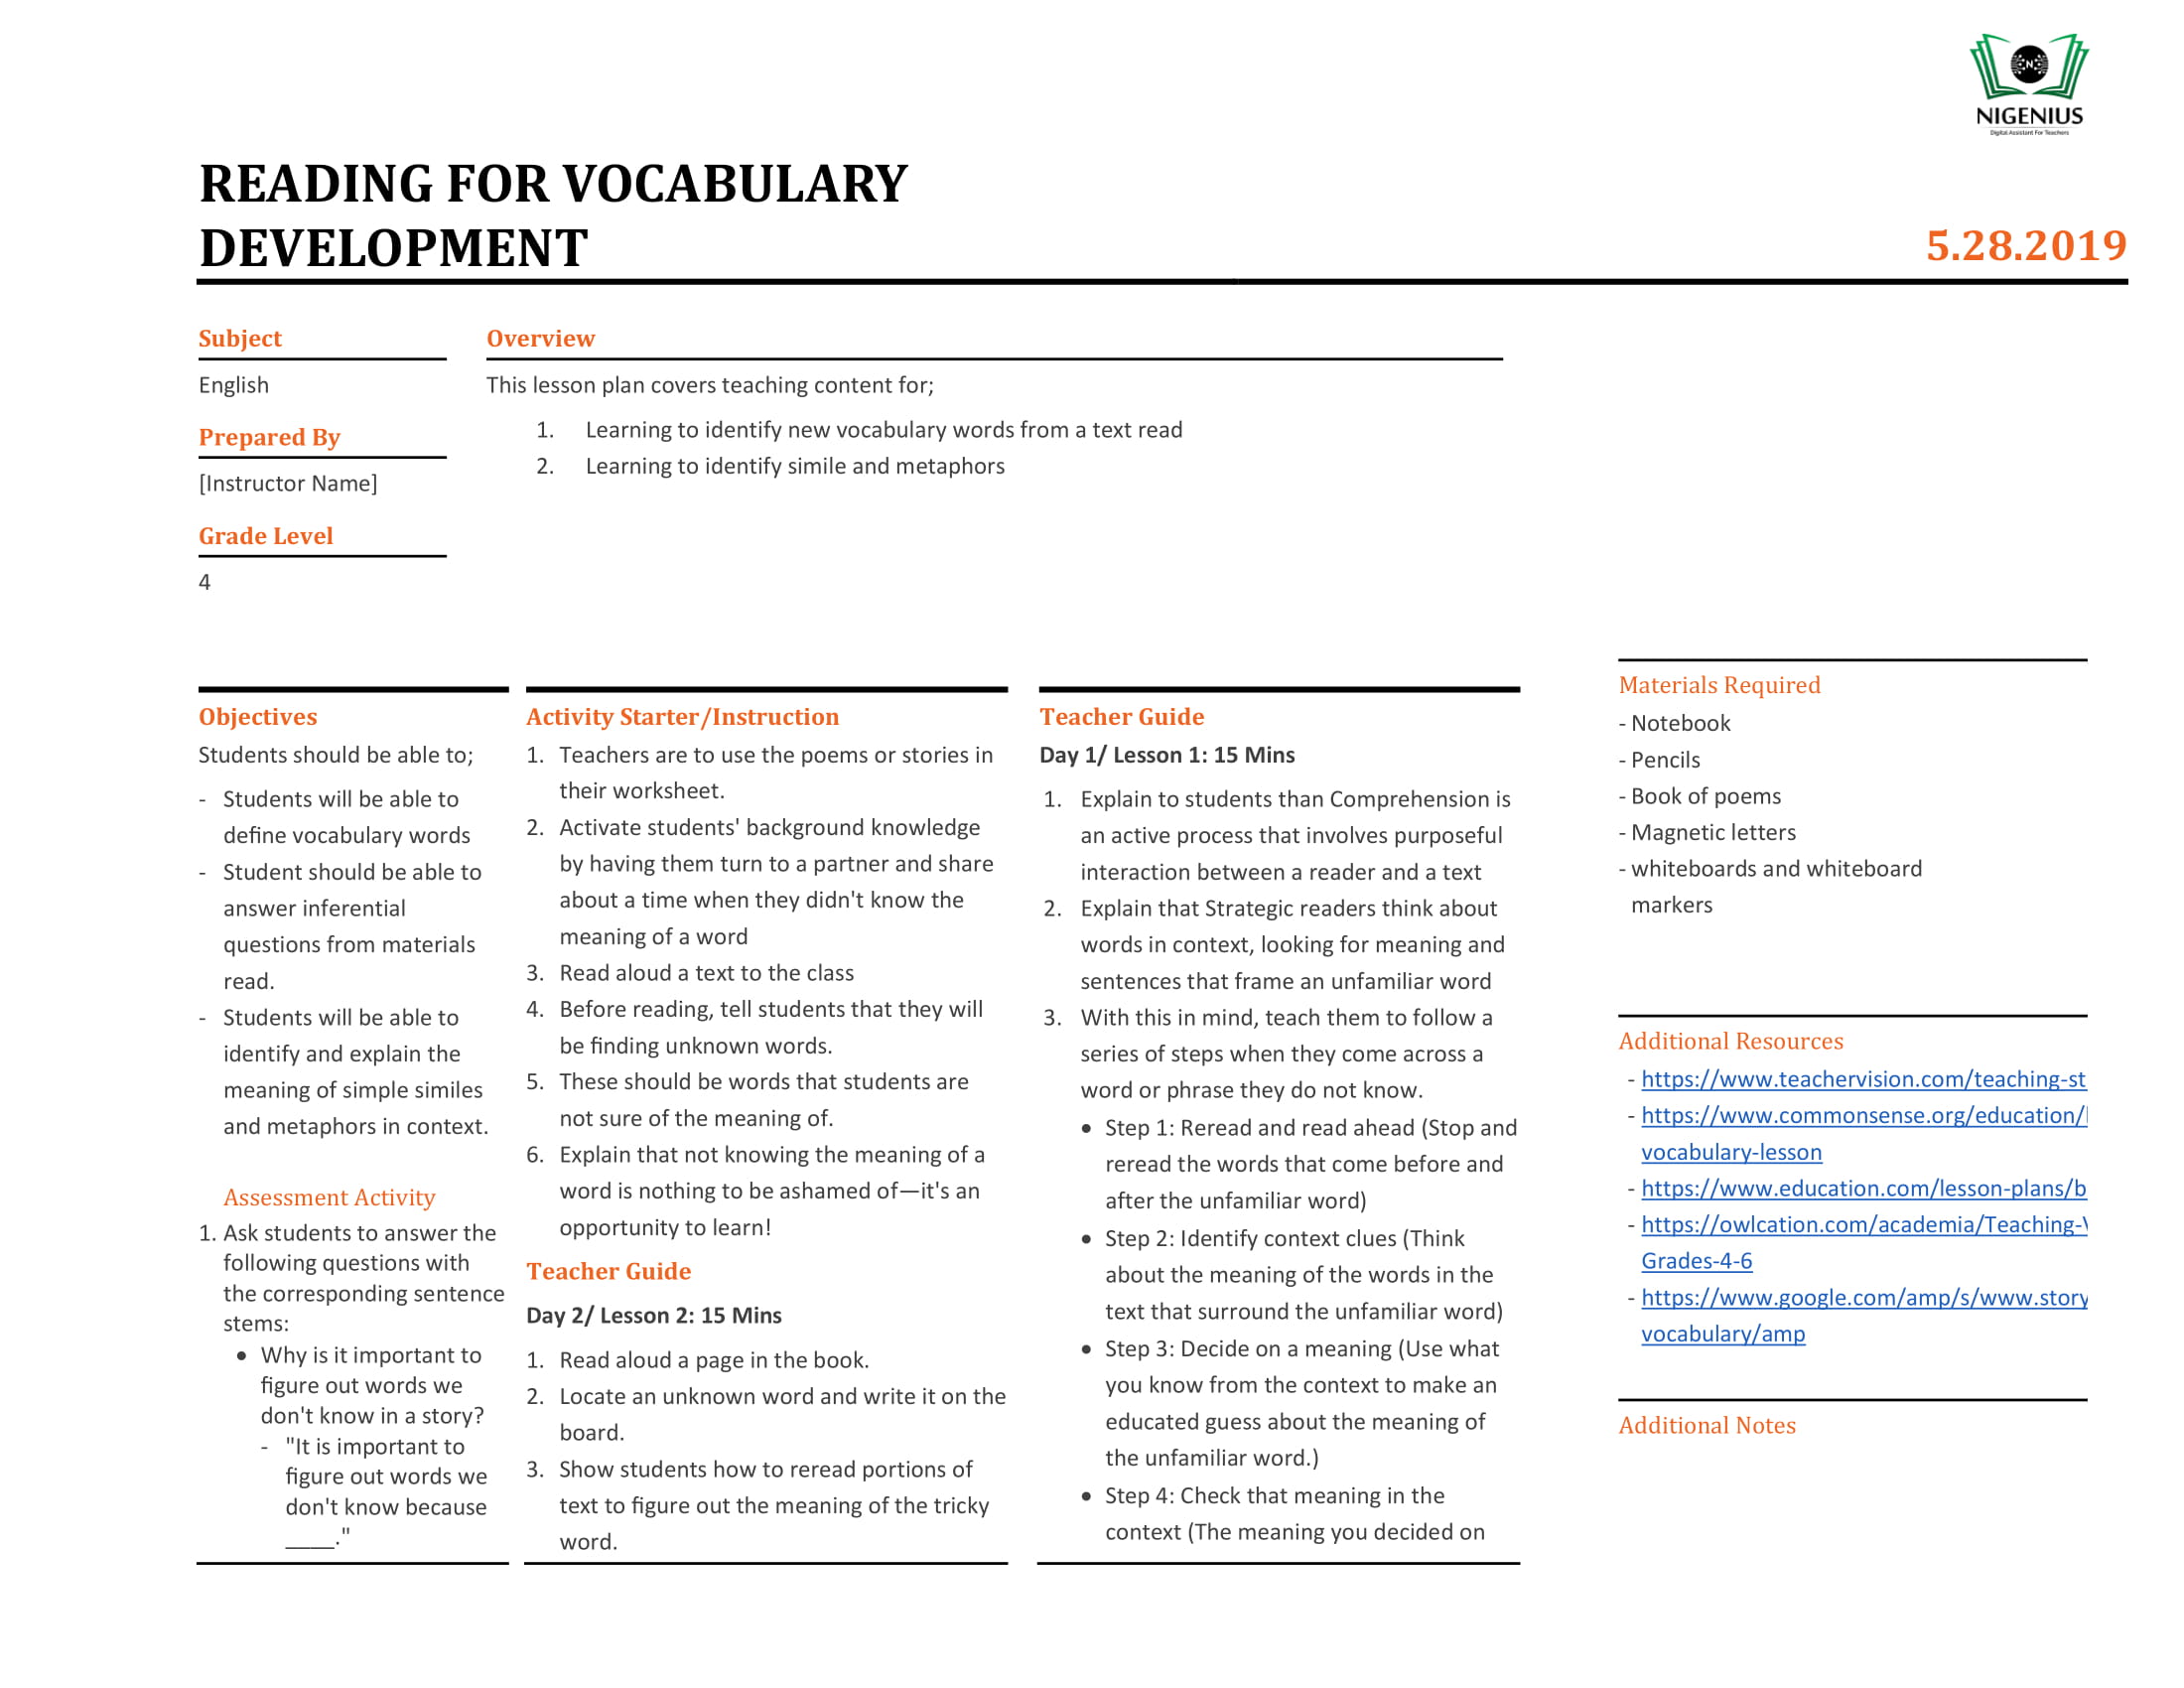 NIGENIUS
Digital Assistant For Teachers
READING FOR VOCABULARY
DEVELOPMENT
5.28.2019
Subject
English
Prepared By
[Instructor Name]
Grade Level
4
Overview
This lesson plan covers teaching content for;
1. Learning to identify new vocabulary words from a text read
2. Learning to identify simile and metaphors
Objectives
Students should be able to;
- Students will be able to
define vocabulary words
- Student should be able to
answer inferential
questions from materials
read.
- Students will be able to
identify and explain the
meaning of simple similes
and metaphors in context.
Assessment Activity
1. Ask students to answer the
following questions with
the corresponding sentence
stems:
• Why is it important to
figure out words we
don't know in a story?
- "It is important to
figure out words we
don't know because
____."
Activity Starter/Instruction
1. Teachers are to use the poems or stories in
their worksheet.
2. Activate students' background knowledge
by having them turn to a partner and share
about a time when they didn't know the
meaning of a word
3. Read aloud a text to the class
4. Before reading, tell students that they will
be finding unknown words.
5. These should be words that students are
not sure of the meaning of.
6. Explain that not knowing the meaning of a
word is nothing to be ashamed of—it's an
opportunity to learn!
Teacher Guide
Day 2/ Lesson 2: 15 Mins
1. Read aloud a page in the book.
2. Locate an unknown word and write it on the
board.
3. Show students how to reread portions of
text to figure out the meaning of the tricky
word.
Teacher Guide
Day 1/ Lesson 1: 15 Mins
1. Explain to students than Comprehension is
an active process that involves purposeful
interaction between a reader and a text
2. Explain that Strategic readers think about
words in context, looking for meaning and
sentences that frame an unfamiliar word
3. With this in mind, teach them to follow a
series of steps when they come across a
word or phrase they do not know.
• Step 1: Reread and read ahead (Stop and
reread the words that come before and
after the unfamiliar word)
• Step 2: Identify context clues (Think
about the meaning of the words in the
text that surround the unfamiliar word)
• Step 3: Decide on a meaning (Use what
you know from the context to make an
educated guess about the meaning of
the unfamiliar word.)
• Step 4: Check that meaning in the
context (The meaning you decided on
Materials Required
- Notebook
- Pencils
- Book of poems
- Magnetic letters
- whiteboards and whiteboard
markers
Additional Resources
- https://www.teachervision.com/teaching-st
- https://www.commonsense.org/education/
vocabulary-lesson
- https://www.education.com/lesson-plans/b
- https://owlcation.com/academia/Teaching-
Grades-4-6
- https://www.google.com/amp/s/www.story
vocabulary/amp
Additional Notes